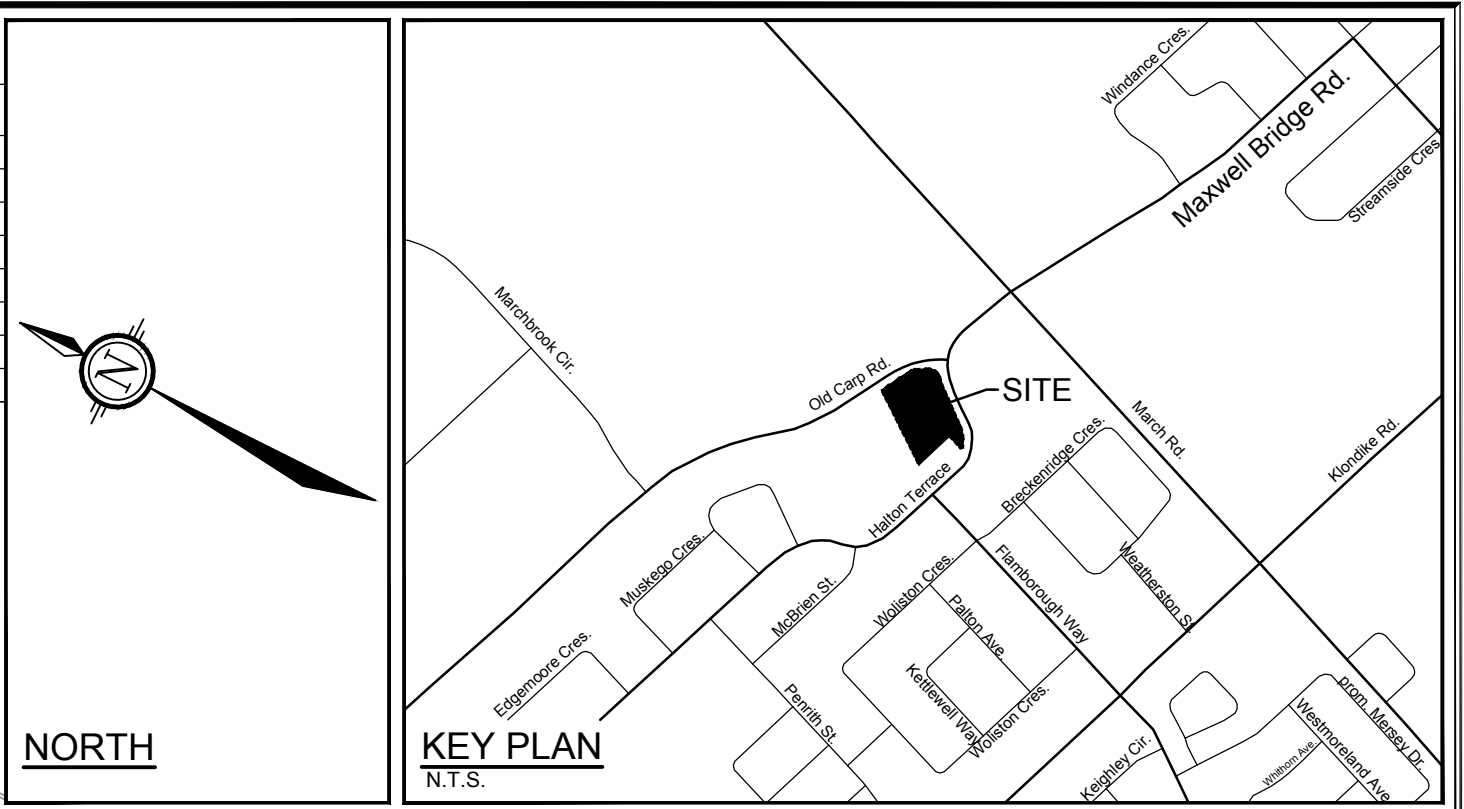 N
NORTH
Windance Cres.
Maxwell Bridge Rd.
Streamside Cres.
Marchbrook Cir.
Old Carp Rd.
SITE
March Rd.
Klondike Rd.
Breckenridge Cres.
Halton Terrace
Muskego Cres.
McBrien St.
Woliston Cres.
Flamborough Way
Weatherston St.
Palton Ave.
Edgemoore Cres.
Kettlewell Way
Woliston Cres.
Penrith St.
prom. Mersey Dr.
Westmoreland Ave.
Whithorn Ave.
Keighley Cir.
KEY PLAN
N.T.S.